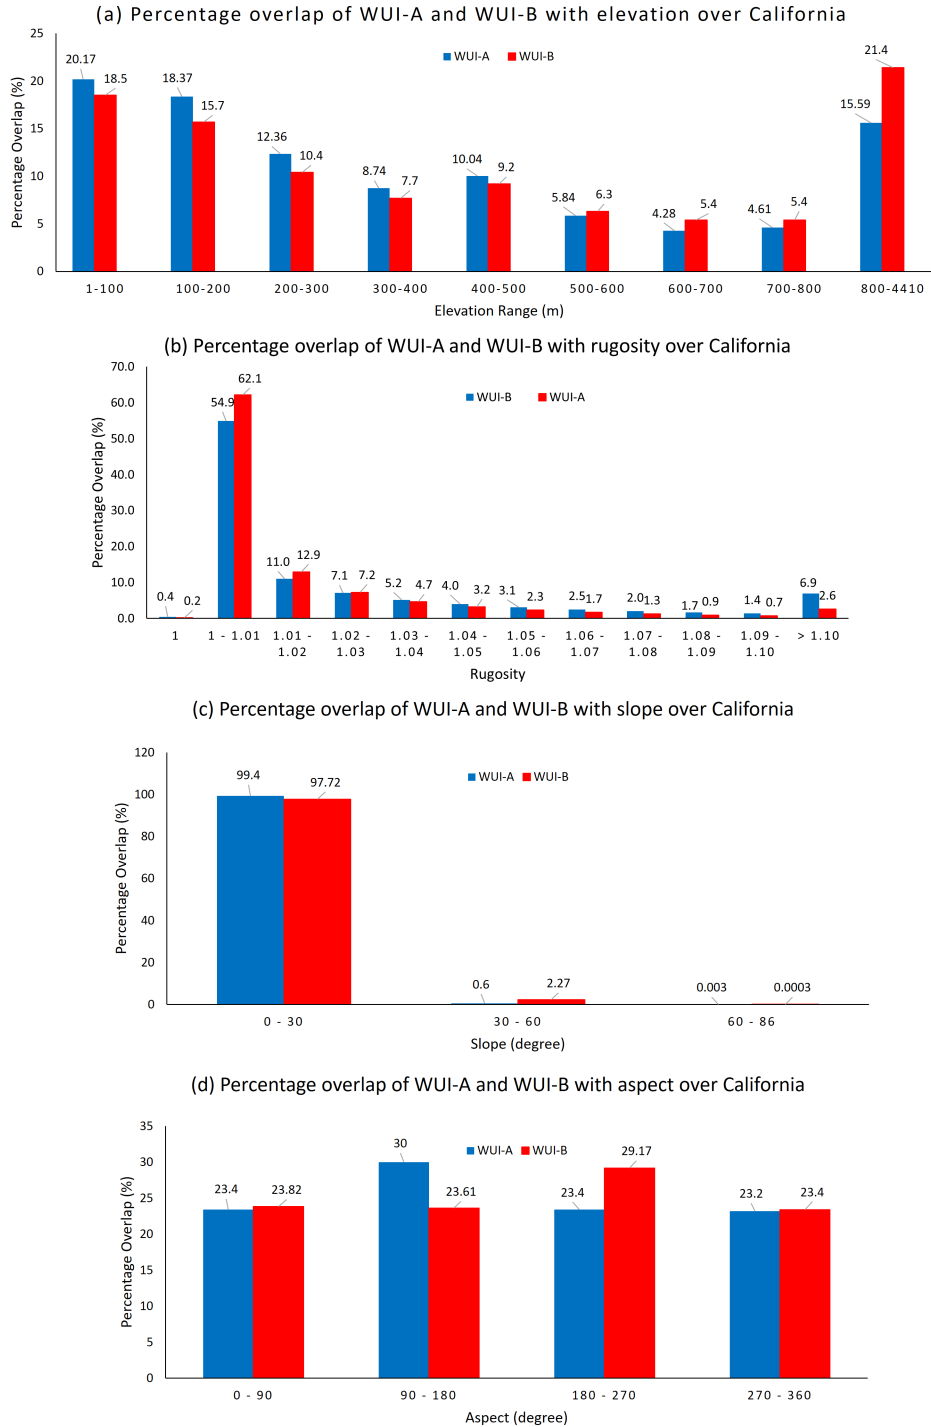 (a) Percentage overlap of WUI-A and WUI-B with elevation over California
Percentage Overlap (%)
25
20
15
10
5
0
WUI-A WUI-B
20.17 18.5
18.37 15.7
12.36 10.4
8.74 7.7
10.04 9.2
5.84 6.3
4.28 5.4
4.61 5.4
15.59 21.4
1-100 100-200 200-300 300-400 400-500 500-600 600-700 700-800 800-4410
Elevation Range (m)
(b) Percentage overlap of WUI-A and WUI-B with rugosity over California
Percentage Overlap (%)
70.0
60.0
50.0
40.0
30.0
20.0
10.0
0.0
WUI-B WUI-A
0.4 0.2
54.9 62.1
11.0 12.9
7.1 7.2
5.2 4.7
4.0 3.2
3.1 2.3
2.5 1.7
2.0 1.3
1.7 0.9
1.4 0.7
6.9 2.6
1 1 - 1.01 1.01 - 1.02 - 1.03 - 1.04 - 1.05 - 1.06 - 1.07 - 1.08 - 1.09 - > 1.10
1.02 1.03 1.04 1.05 1.06 1.07 1.08 1.09 1.10
Rugosity
(c) Percentage overlap of WUI-A and WUI-B with slope over California
Percentage Overlap (%)
120
100
80
60
40
20
0
WUI-A WUI-B
99.4 97.72
0.6 2.27
0.003 0.0003
0 - 30 30 - 60 60 - 86
Slope (degree)
(d) Percentage overlap of WUI-A and WUI-B with aspect over California
Percentage Overlap (%)
35
30
25
20
15
10
5
0
WUI-A WUI-B
23.4 23.82
30 23.61
23.4 29.17
23.2 23.4
0 - 90 90 - 180 180 - 270 270 - 360
Aspect (degree)